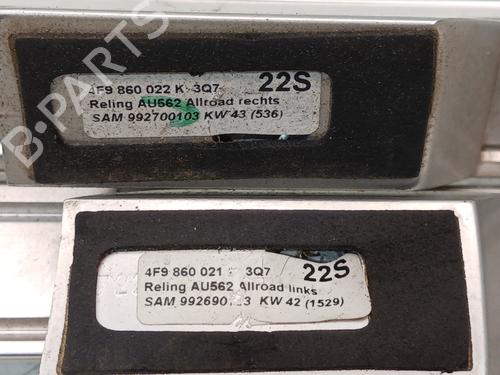 4F9 860 022 K 3Q7 22S
Reling AU562 Allroad rechts
SAM 992700103 KW 43 (536)
B-Parts
4F9 860 021 3Q7 22S
Reling AU562 Allroad links
SAM KW 42 (1529)